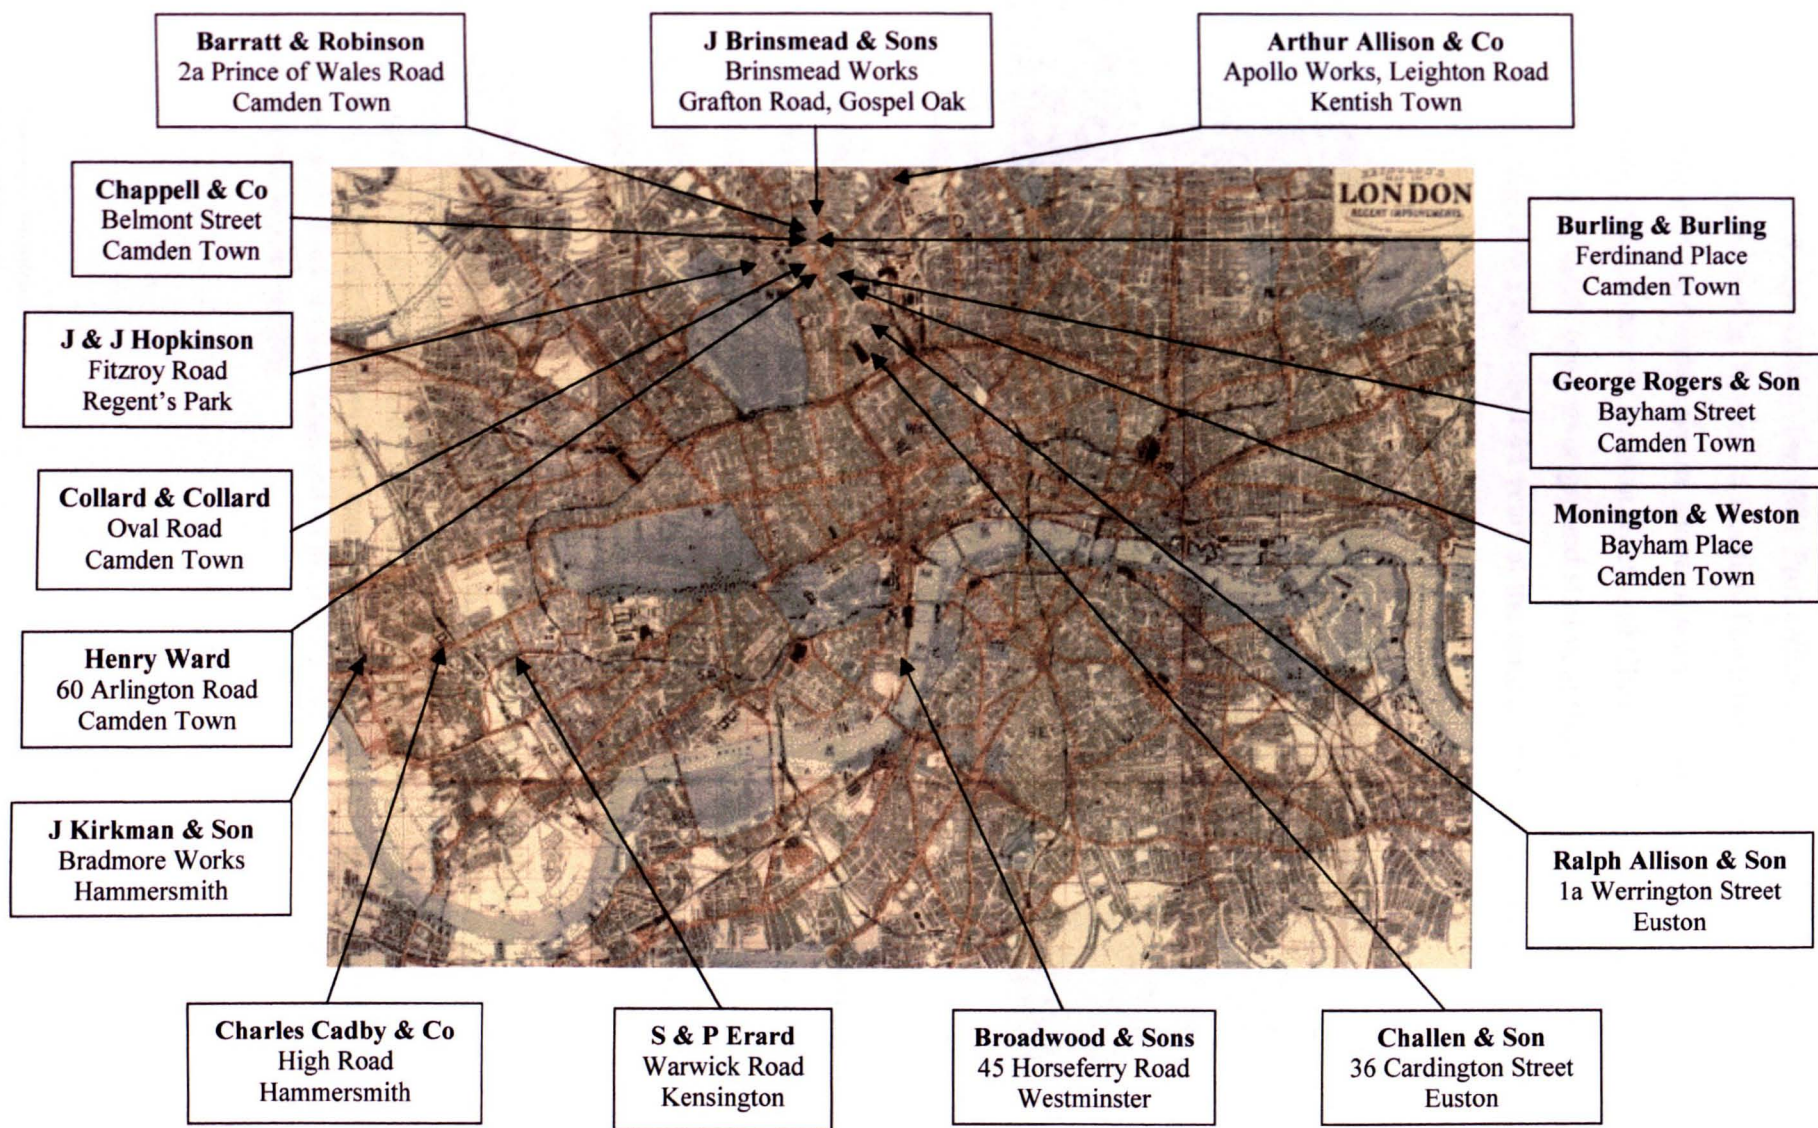 Barratt & Robinson
2a Prince of Wales Road
Camden Town
J Brinsmead & Sons
Brinsmead Works
Grafton Road, Gospel Oak
Arthur Allison & Co
Apollo Works, Leighton Road
Kentish Town
Chappell & Co
Belmont Street
Camden Town
LONDON
RECENT IMPROVEMENTS
Burling & Burling
Ferdinand Place
Camden Town
J & J Hopkinson
Fitzroy Road
Regent's Park
George Rogers & Son
Bayham Street
Camden Town
Collard & Collard
Oval Road
Camden Town
Monington & Weston
Bayham Place
Camden Town
Henry Ward
60 Arlington Road
Camden Town
J Kirkman & Son
Bradmore Works
Hammersmith
Ralph Allison & Son
1a Werrington Street
Euston
Charles Cadby & Co
High Road
Hammersmith
S & P Erard
Warwick Road
Kensington
Broadwood & Sons
45 Horseferry Road
Westminster
Challen & Son
36 Cardington Street
Euston